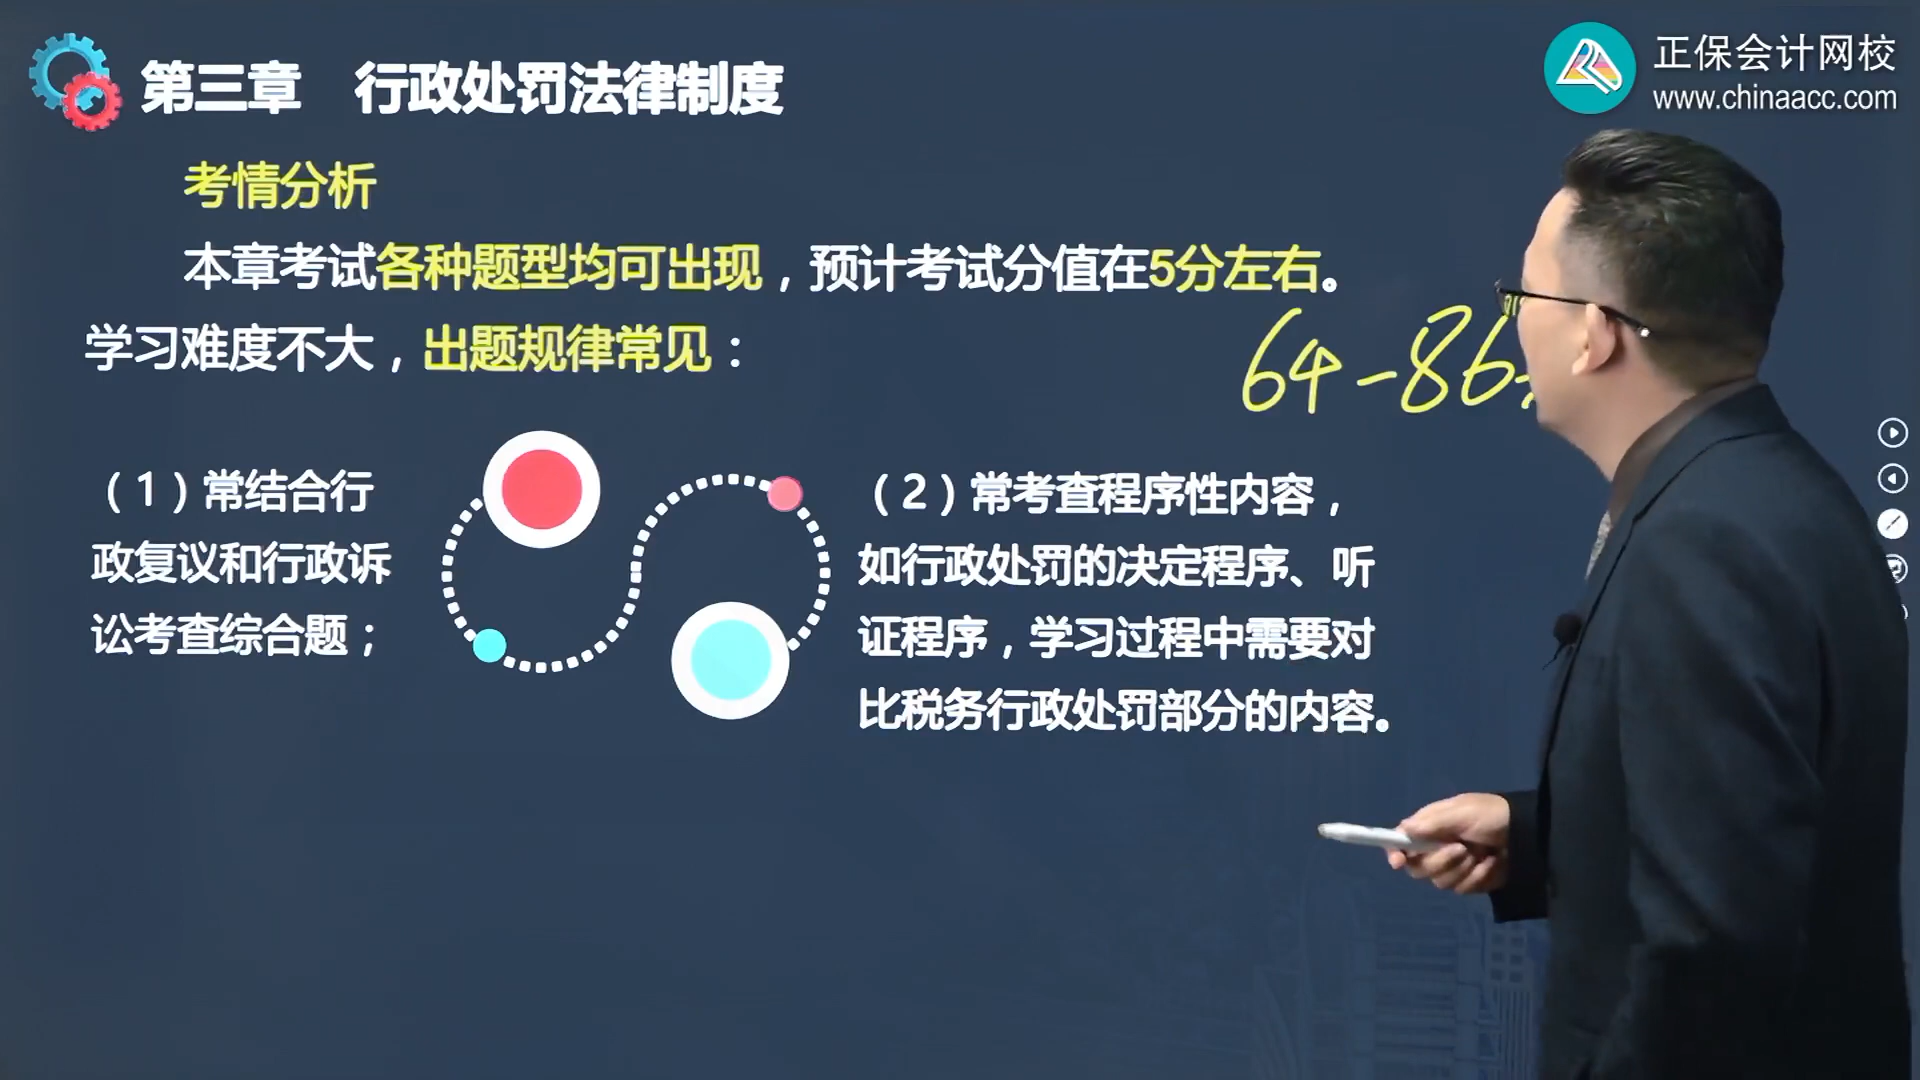 第三章 行政处罚法律制度
正保会计网校
www.chinaacc.com
考情分析
本章考试各种题型均可出现，预计考试分值在5分左右。
学习难度不大，出题规律常见：
64-86
（1）常结合行
政复议和行政诉
讼考查综合题；
（2）常考查程序性内容，
如行政处罚的决定程序、听
证程序，学习过程中需要对
比税务行政处罚部分的内容。